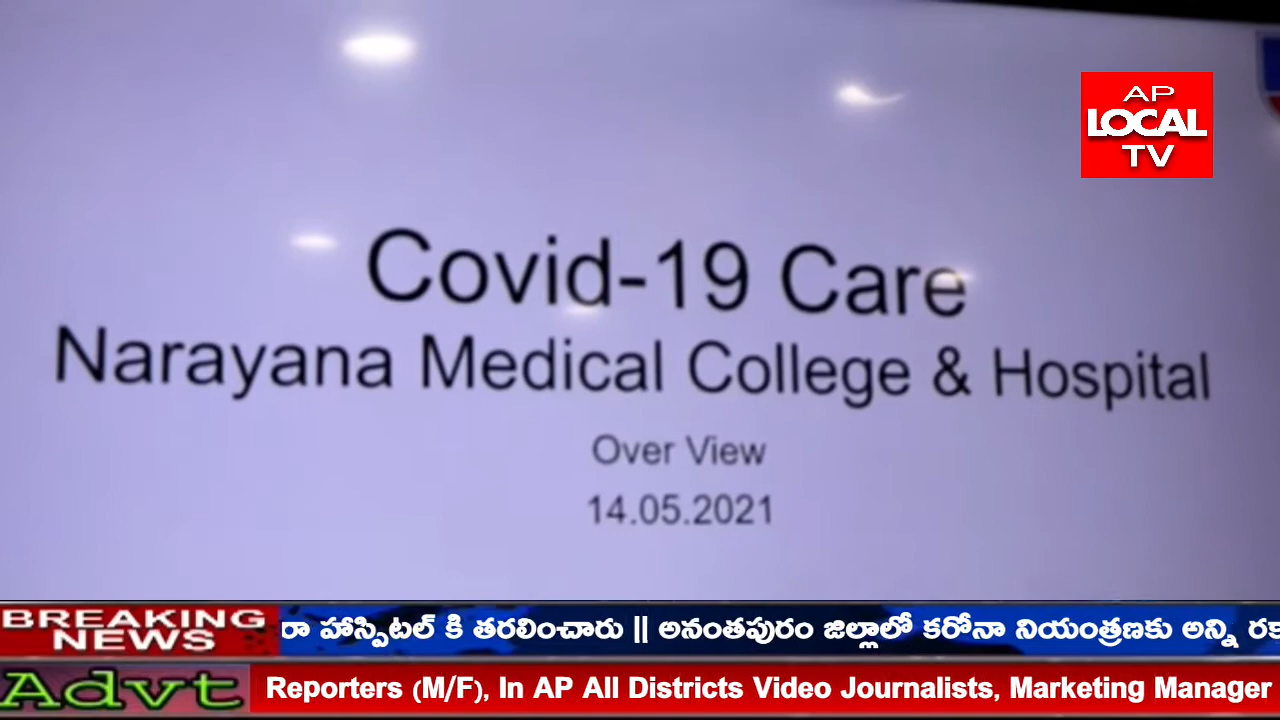 AP
LOCAL
TV
Covid-19 Care
Narayana Medical College & Hospital
Over View
14.05.2021
BREAKING
NEWS
రా హాస్పిటల్ కి తరలించారు || అనంతపురం జిల్లాలో కరోనా నియంత్రణకు అన్ని
Advt
Reporters (M/F), In AP All Districts Video Journalists, Marketing Manager